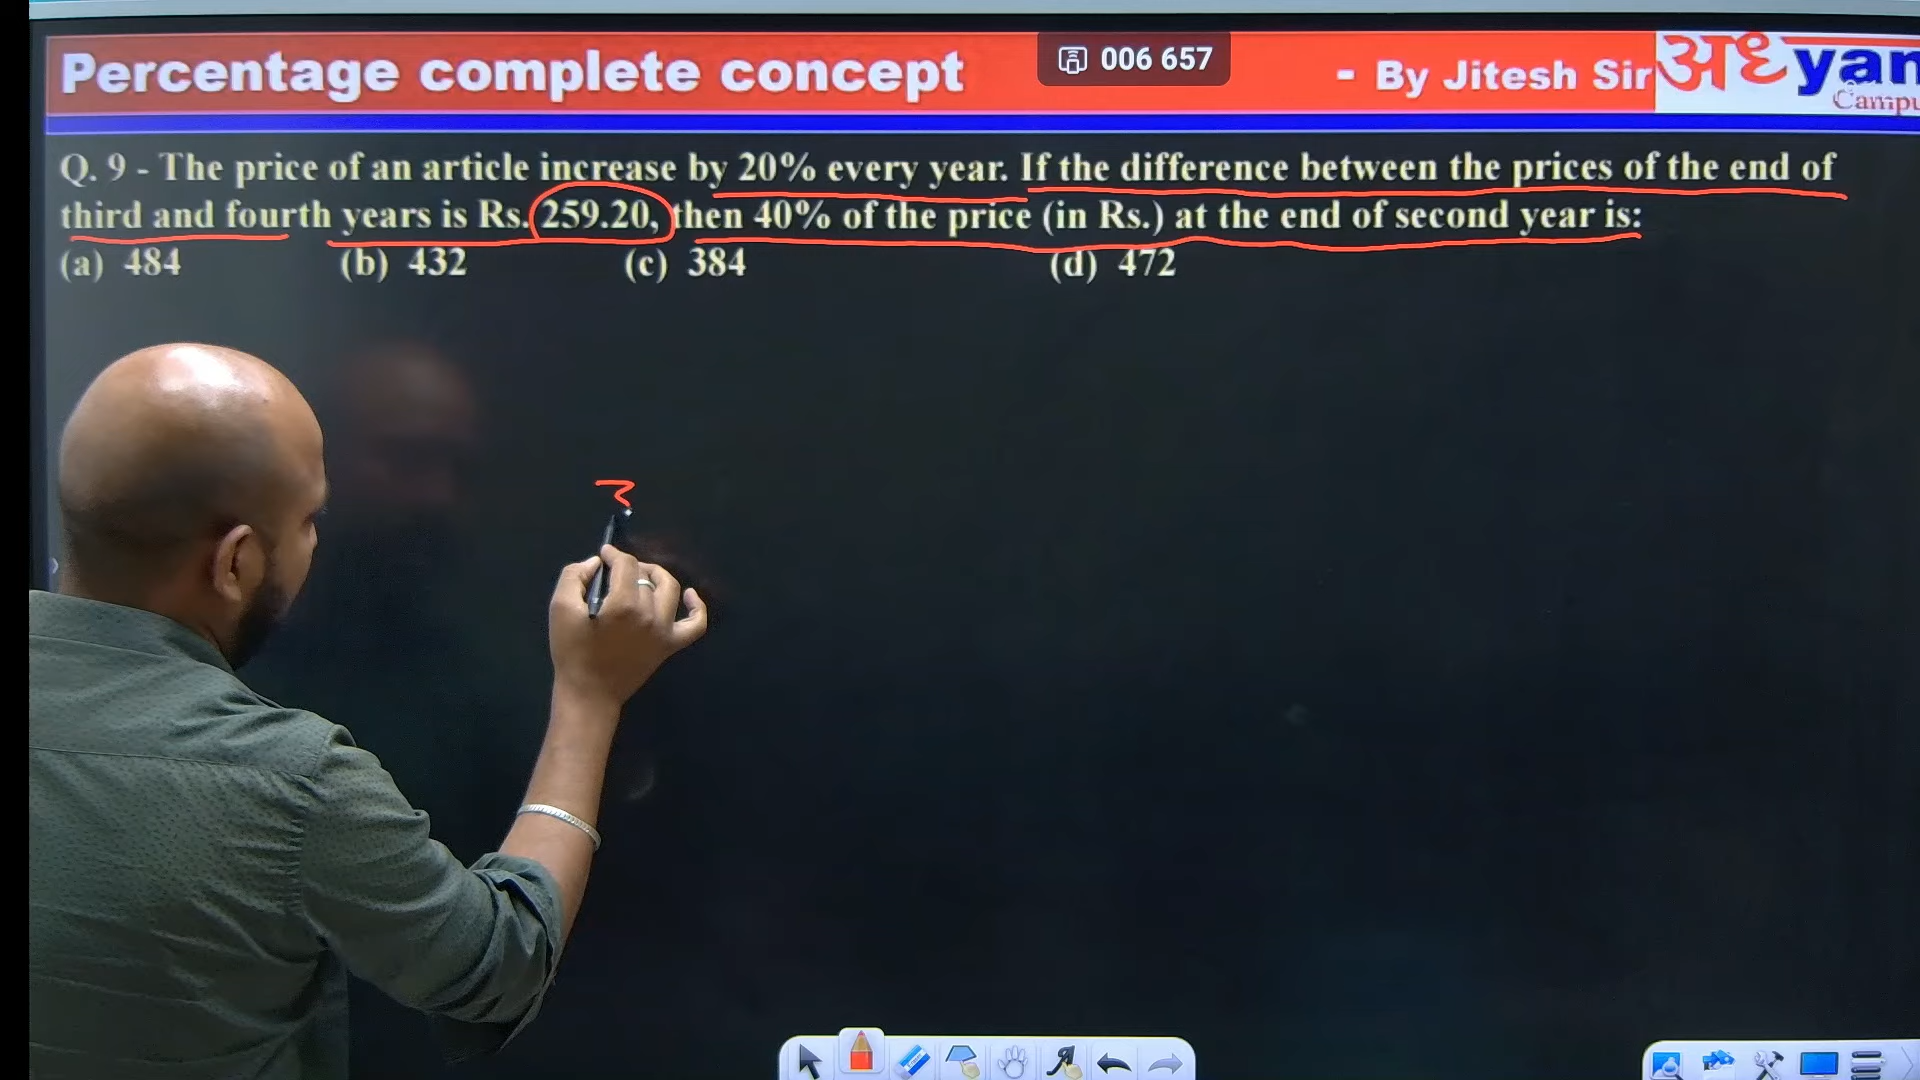 Percentage complete concept
006 657
- By Jitesh Sir
अध्yan
Campu
Q. 9 - The price of an article increase by 20% every year. If the difference between the prices of the end of
third and fourth years is Rs. 259.20, then 40% of the price (in Rs.) at the end of second year is:
(a) 484 (b) 432 (c) 384 (d) 472
3